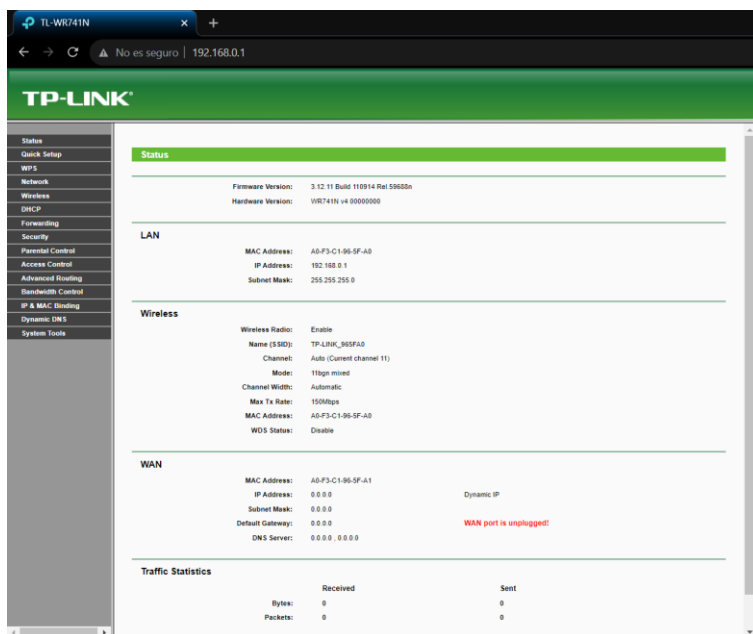 TL-WR741N
No es seguro | 192.168.0.1
TP-LINK®
Status
Quick Setup
WPS
Network
Wireless
DHCP
Forwarding
Security
Parental Control
Access Control
Advanced Routing
Bandwidth Control
IP & MAC Binding
Dynamic DNS
System Tools
Status
Firmware Version: 3.12.11 Build 110914 Rel.59688n
Hardware Version: WR741N v4 00000000
LAN
MAC Address: A0-F3-C1-96-5F-A0
IP Address: 192.168.0.1
Subnet Mask: 255.255.255.0
Wireless
Wireless Radio: Enable
Name (SSID): TP-LINK_965FA0
Channel: Auto (Current channel 11)
Mode: 11bgn mixed
Channel Width: Automatic
Max Tx Rate: 150Mbps
MAC Address: A0-F3-C1-96-5F-A0
WDS Status: Disable
WAN
MAC Address: A0-F3-C1-96-5F-A1
IP Address: 0.0.0.0 Dynamic IP
Subnet Mask: 0.0.0.0
Default Gateway: 0.0.0.0 WAN port is unplugged!
DNS Server: 0.0.0.0 , 0.0.0.0
Traffic Statistics
Received Sent
Bytes: 0 0
Packets: 0 0